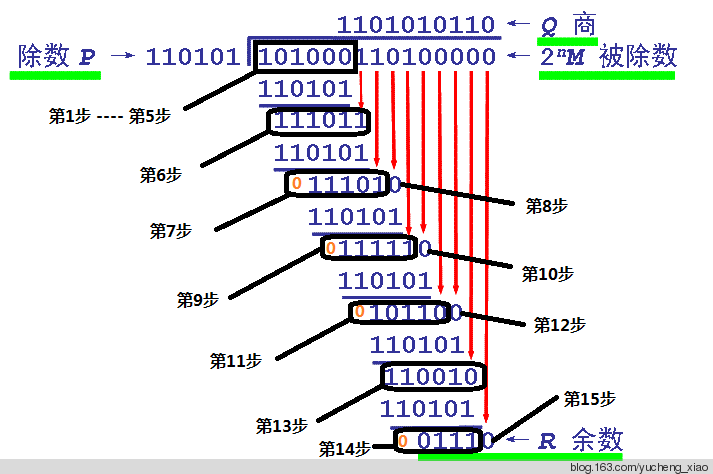 1101010110 ← Q 商
除数 P → 110101 101000110100000 ← 2ⁿM 被除数
110101
第1步 ---- 第5步
111011
110101
第6步
0 111010
第8步
110101
第7步
0111110
第10步
110101
第9步
0 101100
第12步
110101
第11步
110010
110101
第15步
第13步
0 01110 ← R 余数
第14步
blog.163.com/yucheng_xiao